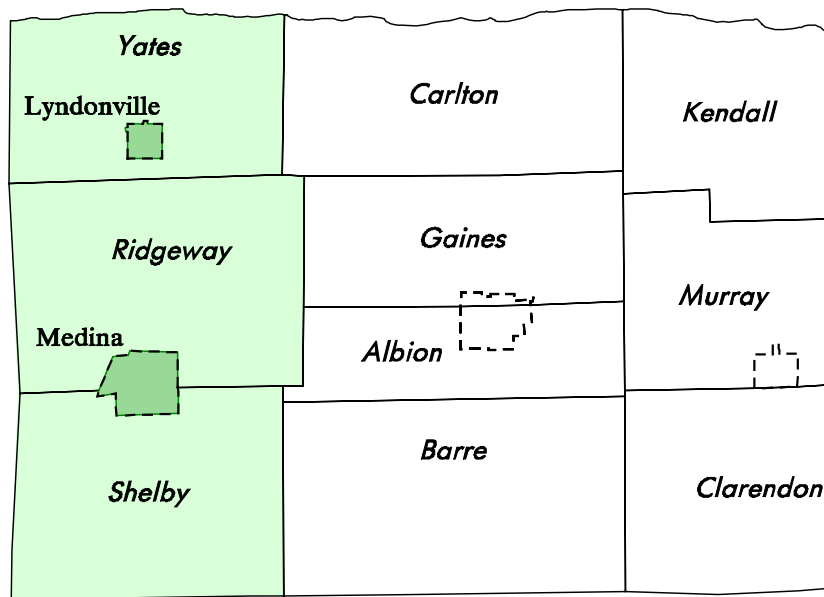 Yates
Lyndonville
Carlton
Kendall
Ridgeway
Gaines
Medina
Albion
Murray
Shelby
Barre
Clarendon